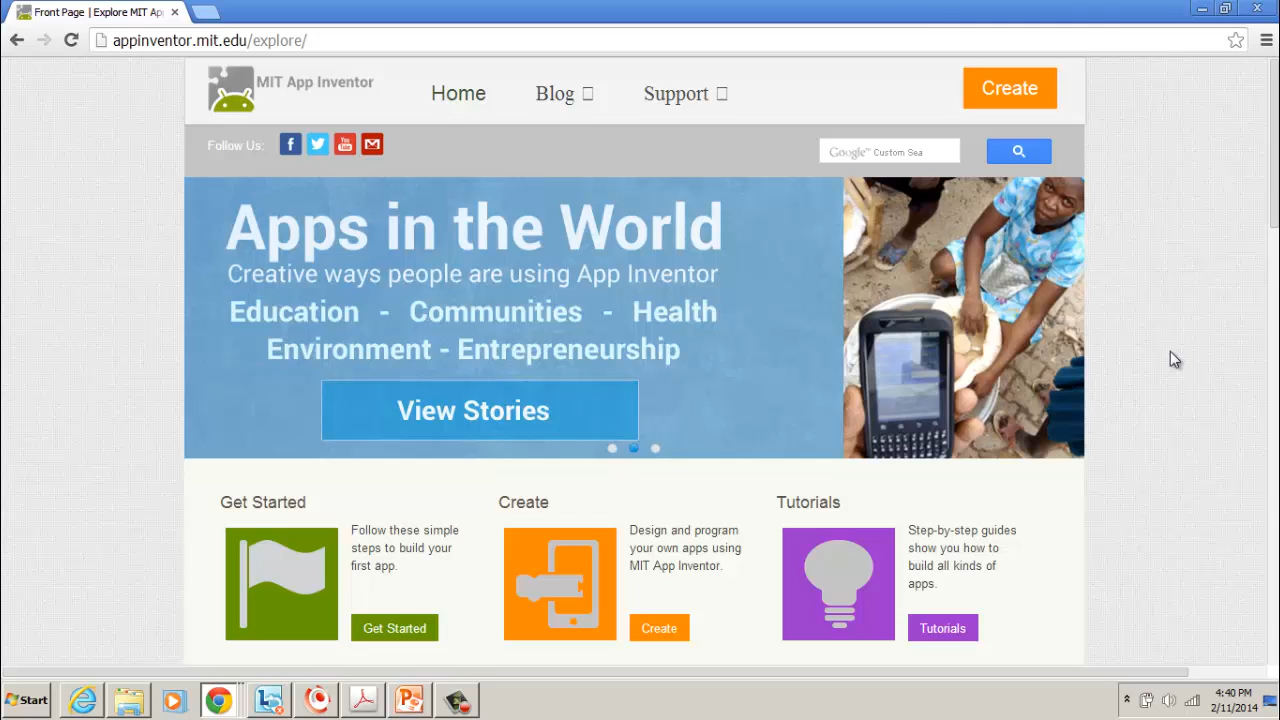 Front Page | Explore MIT Ap
appinventor.mit.edu/explore/
MIT App Inventor
Home
Blog
Support
Create
Follow Us:
You
Tube
Google™ Custom Sea
Apps in the World
Creative ways people are using App Inventor
Education - Communities - Health
Environment - Entrepreneurship
View Stories
Get Started
Follow these simple
steps to build your
first app.
Get Started
Create
Design and program
your own apps using
MIT App Inventor.
Create
Tutorials
Step-by-step guides
show you how to
build all kinds of
apps.
Tutorials
Start
4:40 PM
2/11/2014